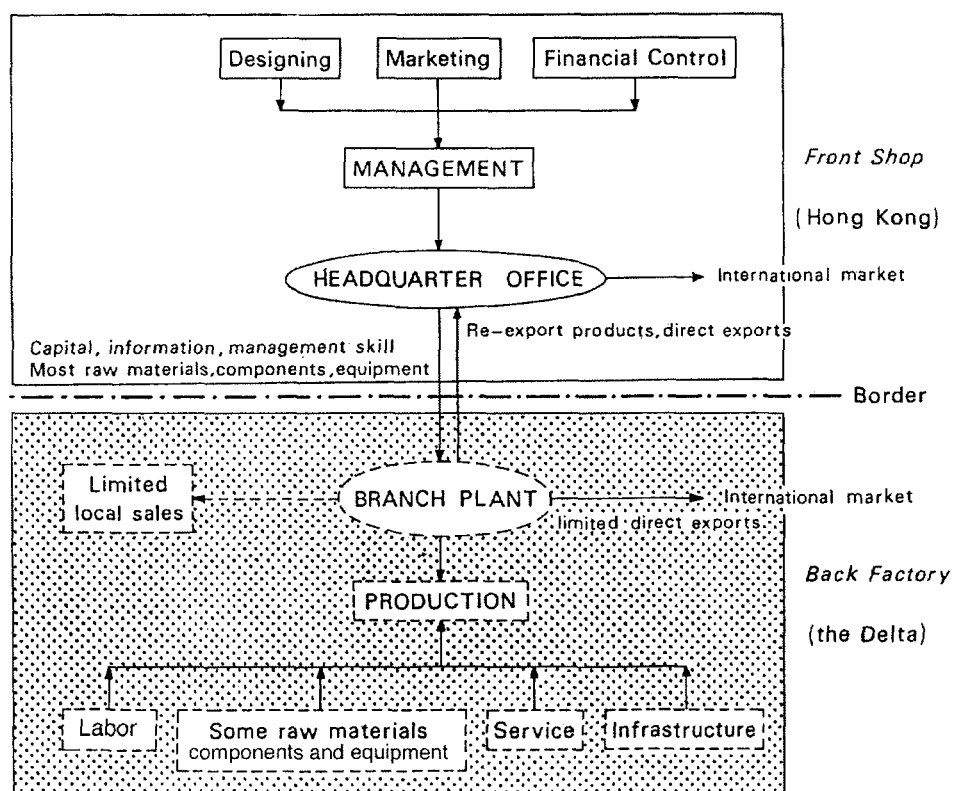 Designing
Marketing
Financial Control
MANAGEMENT
Front Shop
(Hong Kong)
HEADQUARTER OFFICE
International market
Re-export products, direct exports
Capital, information, management skill
Most raw materials, components, equipment
Border
Limited
local sales
BRANCH PLANT
International market
limited direct exports
Back Factory
PRODUCTION
(the Delta)
Labor
Some raw materials
components and equipment
Service
Infrastructure